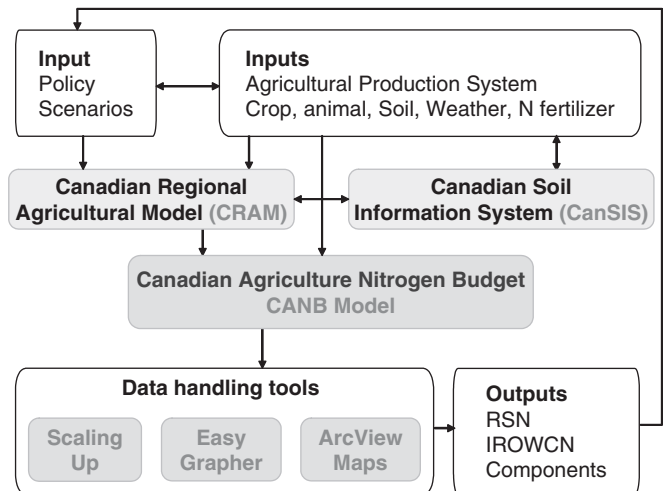 Input
Policy
Scenarios
Inputs
Agricultural Production System
Crop, animal, Soil, Weather, N fertilizer
Canadian Regional
Agricultural Model (CRAM)
Canadian Soil
Information System (CanSIS)
Canadian Agriculture Nitrogen Budget
CANB Model
Data handling tools
Scaling
Up
Easy
Grapher
ArcView
Maps
Outputs
RSN
IROWCN
Components